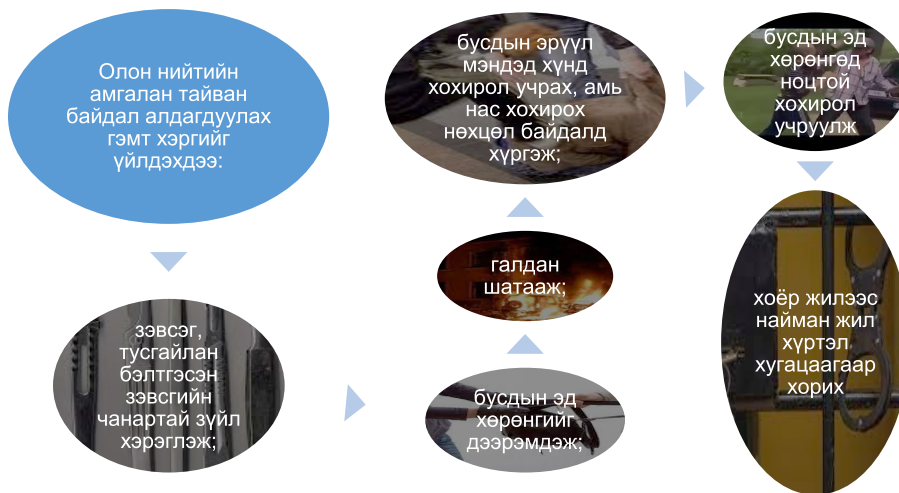 Олон нийтийн
амгалан тайван
байдал алдагдуулах
гэмт хэргийг
үйлдэхдээ:
зэвсэг,
тусгайлан
бэлтгэсэн
зэвсгийн
чанартай зүйл
хэрэглэж;
бусдын эд
хөрөнгийг
дээрэмдэж;
галдан
шатааж;
бусдын эрүүл
мэндэд хүнд
хохирол учрах, амь
нас хохирох
нөхцөл байдалд
хүргэж;
бусдын эд
хөрөнгөд
ноцтой
хохирол
учруулж
хоёр жилээс
найман жил
хүртэл
хугацаагаар
хорих